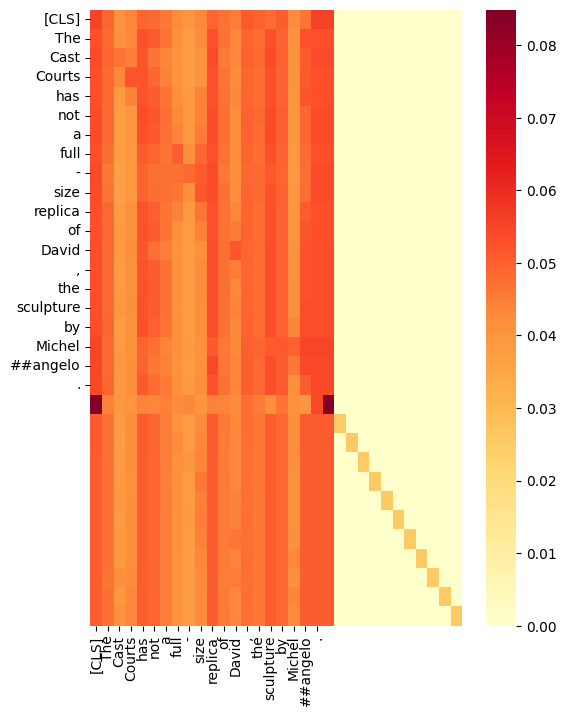 [CLS]
The
Cast
Courts
has
not
a
full
-
size
replica
of
David
,
the
sculpture
by
Michel
##angelo
.
[CLS]
The
Cast
Courts
has
not
a
full
-
size
replica
of
David
,
the
sculpture
by
Michel
##angelo
.
0.08
0.07
0.06
0.05
0.04
0.03
0.02
0.01
0.00